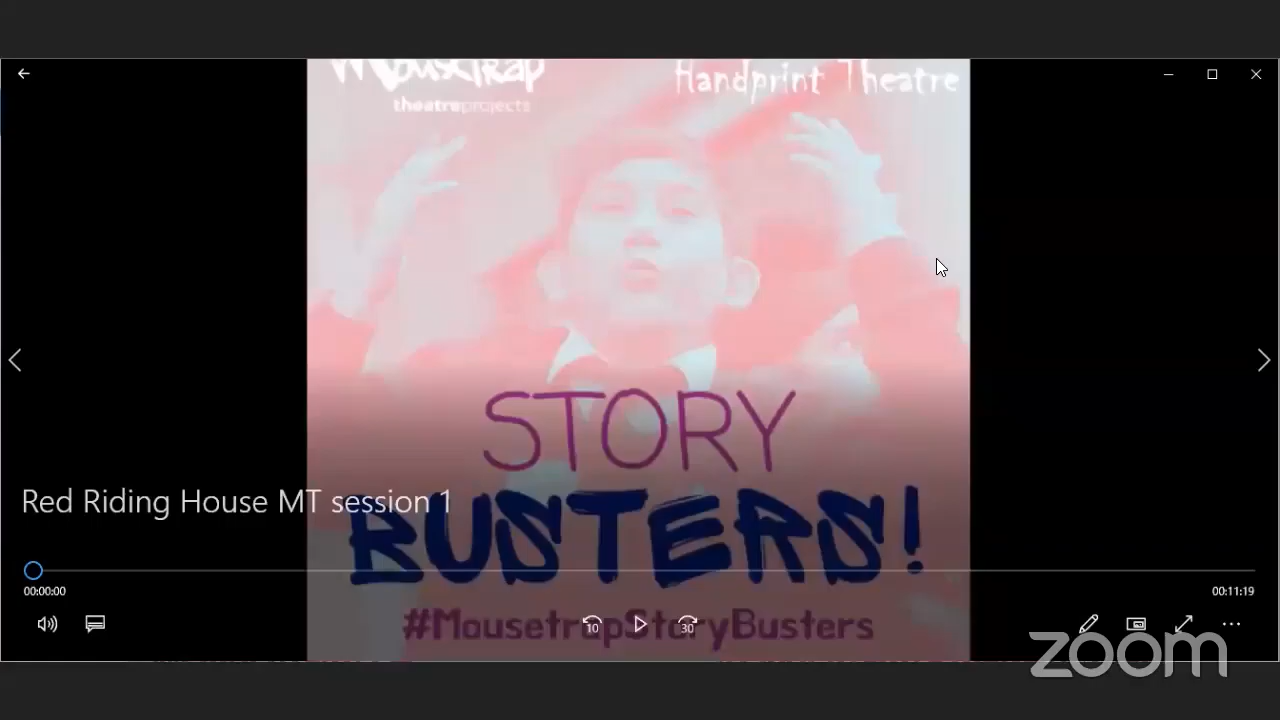 Mousetrap
theatreprojects
Handprint Theatre
STORY
BUSTERS!
#MousetrapStoryBusters
Red Riding House MT session 1
00:00:00
00:11:19
10
30
zoom